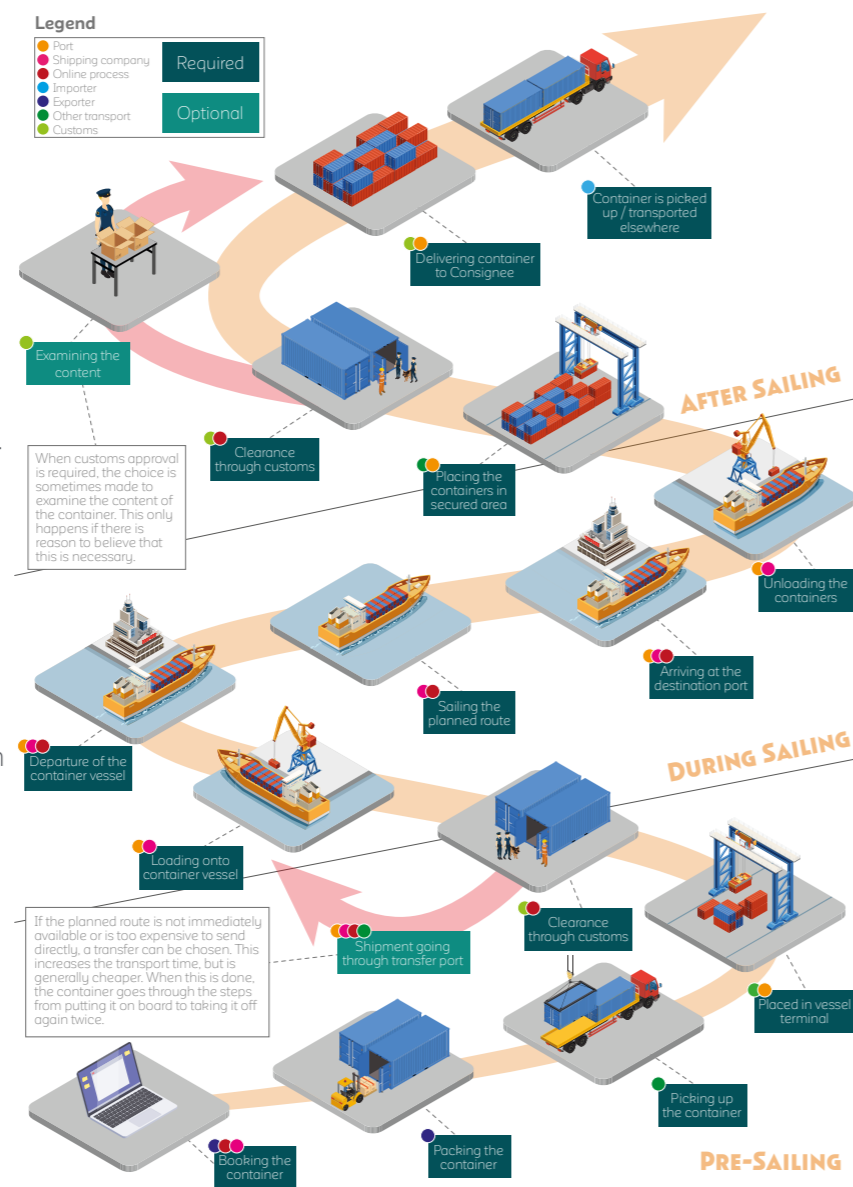 Legend
Port
Shipping company
Online process
Importer
Exporter
Other transport
Customs
Required
Optional
Container is picked
up / transported
elsewhere
Delivering container
to Consignee
Examining the
content
Clearance
through customs
AFTER SAILING
Placing the
containers in
secured area
When customs approval
is required, the choice is
sometimes made to
examine the content of
the container. This only
happens if there is
reason to believe that
this is necessary.
Unloading the
containers
Arriving at the
destination port
Sailing the
planned route
Departure of the
container vessel
DURING SAILING
Loading onto
container vessel
Clearance
through customs
Shipment going
through transfer port
If the planned route is not immediately
available or is too expensive to send
directly, a transfer can be chosen. This
increases the transport time, but is
generally cheaper. When this is done,
the container goes through the steps
from putting it on board to taking it off
again twice.
Placed in vessel
terminal
Picking up
the container
Packing the
container
Booking the
container
PRE-SAILING